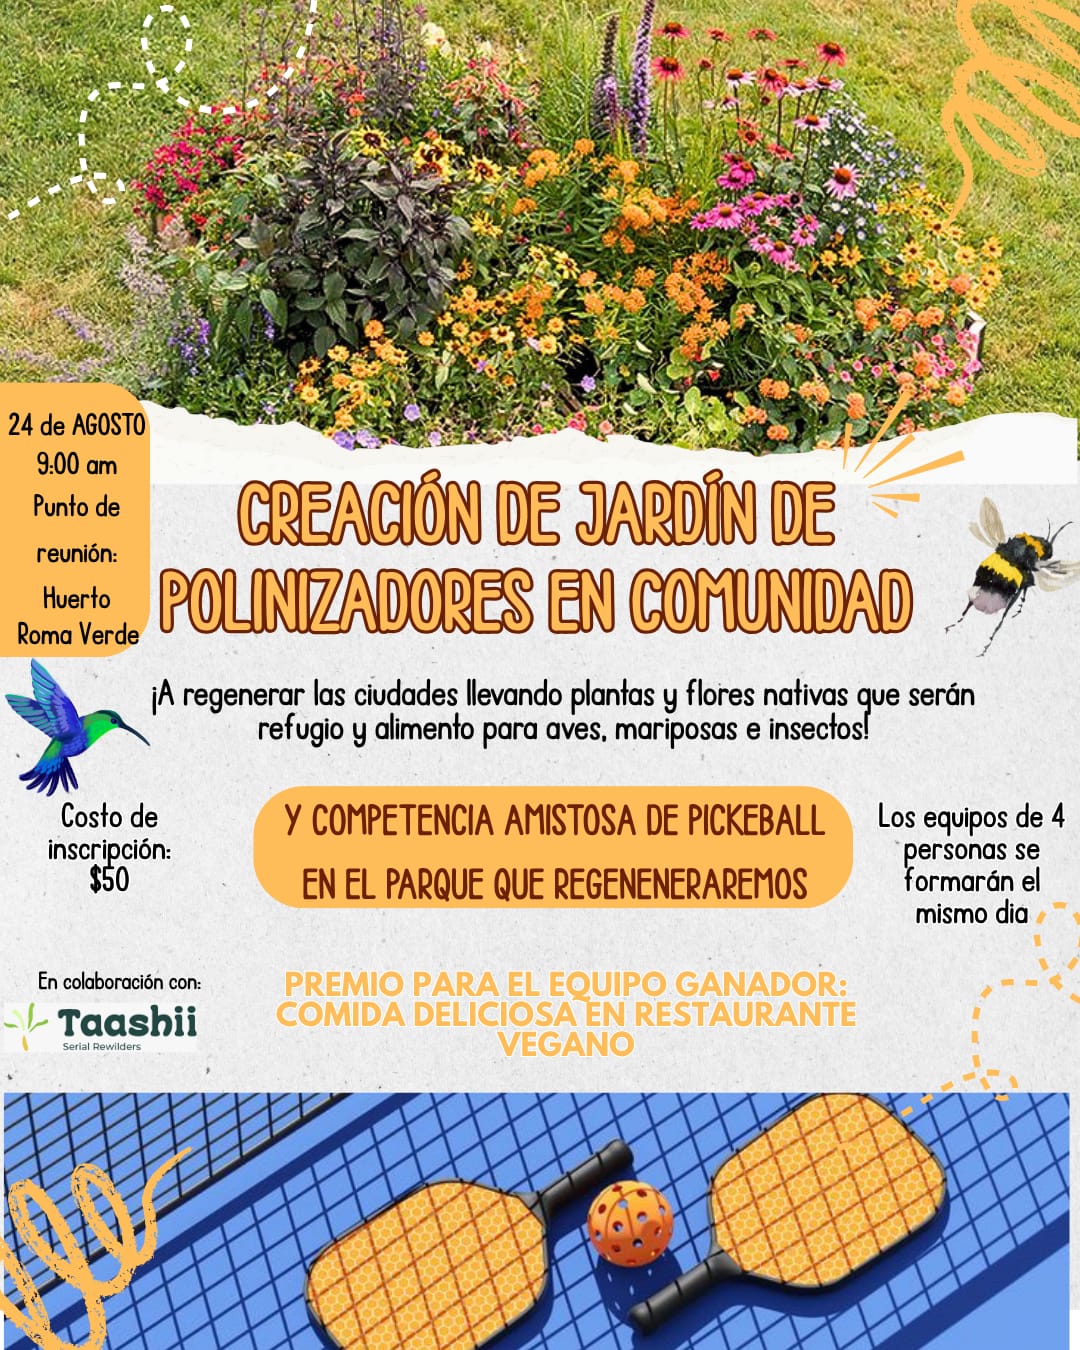 24 de AGOSTO
9:00 am
Punto de
reunión:
Huerto
Roma Verde
CREACIÓN DE JARDÍN DE
POLINIZADORES EN COMUNIDAD
¡A regenerar las ciudades llevando plantas y flores nativas que serán
refugio y alimento para aves, mariposas e insectos!
Costo de
inscripción:
$50
Y COMPETENCIA AMISTOSA DE PICKEBALL
EN EL PARQUE QUE REGENENERAREMOS
Los equipos de 4
personas se
formarán el
mismo dia
En colaboración con:
Taashii
Serial Rewilders
PREMIO PARA EL EQUIPO GANADOR:
COMIDA DELICIOSA EN RESTAURANTE
VEGANO